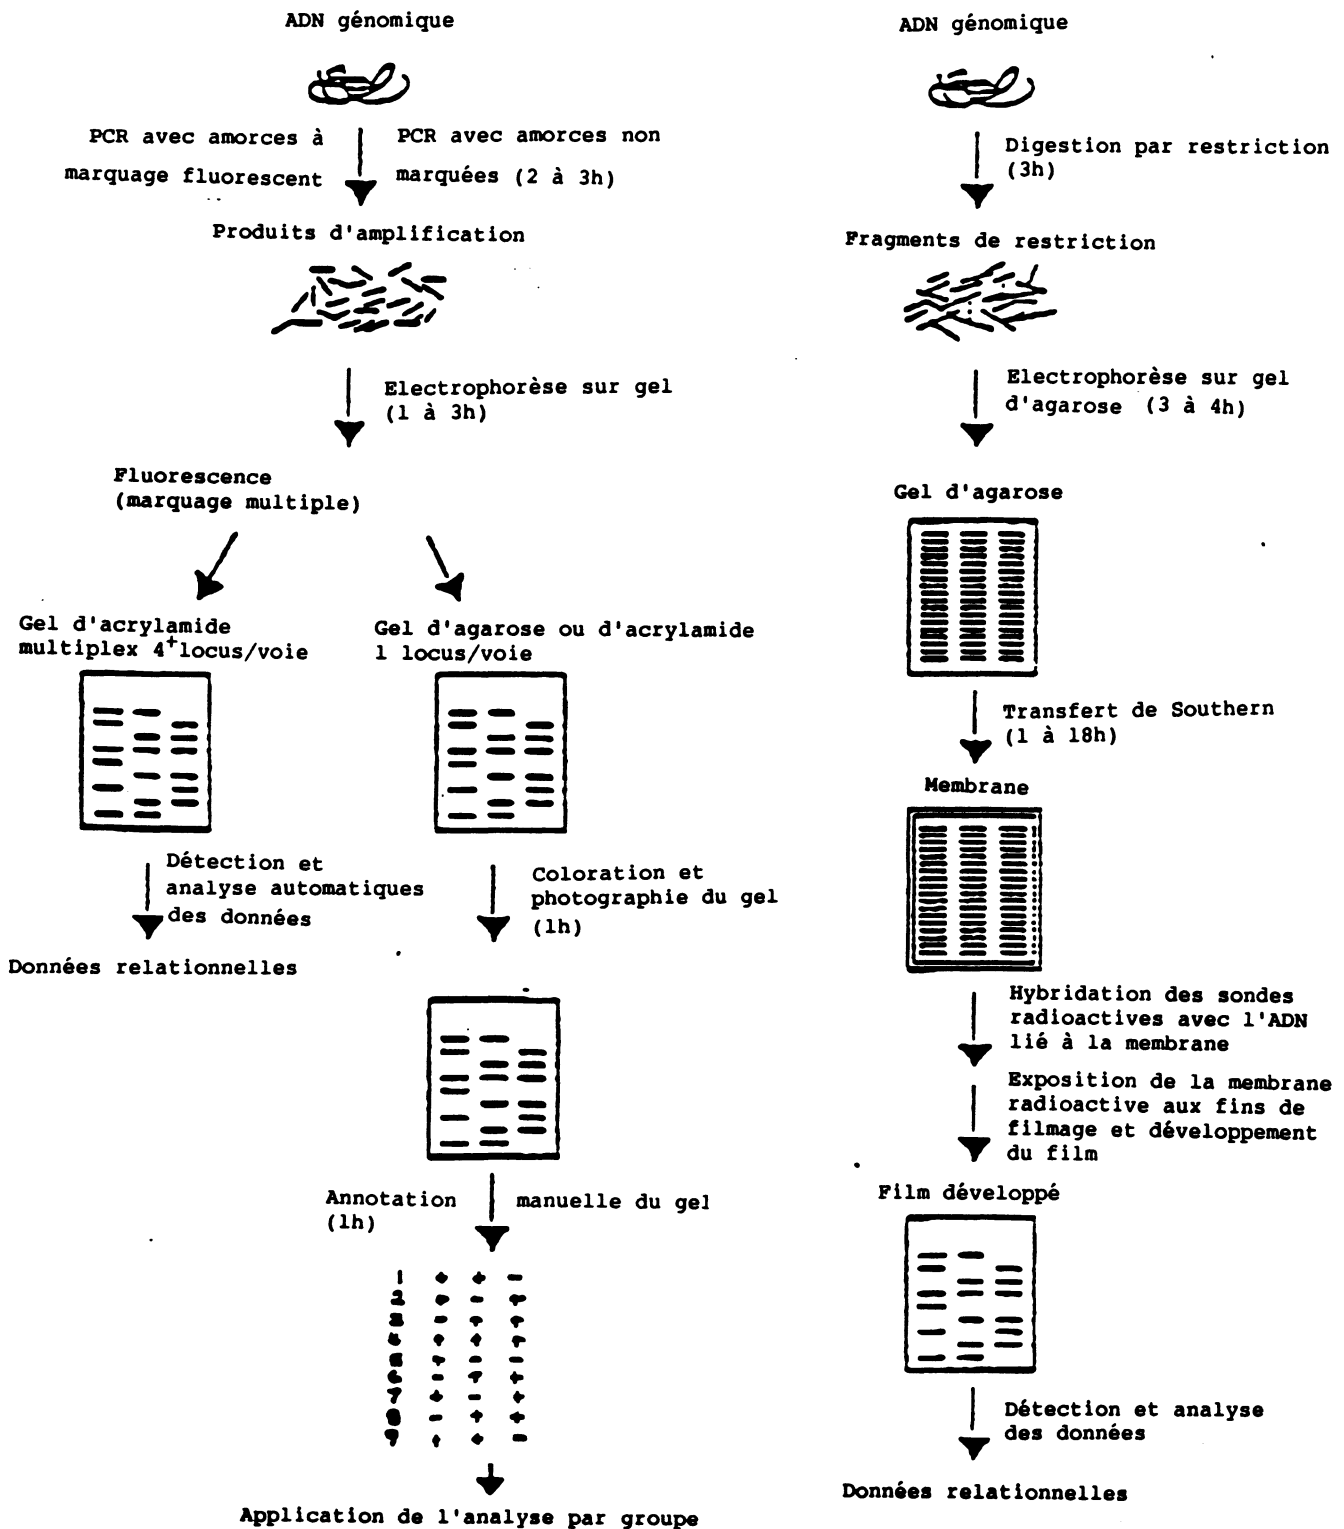 ADN génomique
PCR avec amorces à
marquage fluorescent
PCR avec amorces non
marquées (2 à 3h)
Produits d'amplification
Electrophorèse sur gel
(1 à 3h)
Fluorescence
(marquage multiple)
Gel d'acrylamide
multiplex 4+locus/voie
Gel d'agarose ou d'acrylamide
1 locus/voie
Détection et
analyse automatiques
des données
Données relationnelles
Coloration et
photographie du gel
(1h)
Annotation manuelle du gel
(1h)
1 + + -
2 + - +
3 - + +
4 + + +
5 + - -
6 - + +
7 + - +
8 - + +
9 + + -
Application de l'analyse par groupe
ADN génomique
Digestion par restriction
(3h)
Fragments de restriction
Electrophorèse sur gel
d'agarose (3 à 4h)
Gel d'agarose
Transfert de Southern
(1 à 18h)
Membrane
Hybridation des sondes
radioactives avec l'ADN
lié à la membrane
Exposition de la membrane
radioactive aux fins de
filmage et développement
du film
Film développé
Détection et analyse
des données
Données relationnelles